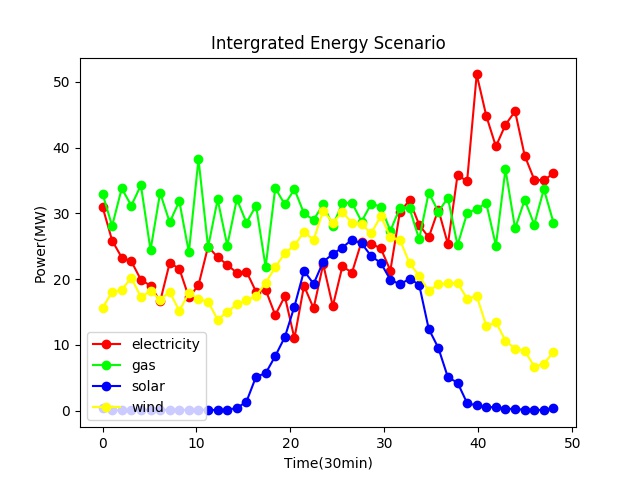 Intergrated Energy Scenario
Power(MW)
50
40
30
20
10
0
electricity
gas
solar
wind
0 10 20 30 40 50
Time(30min)